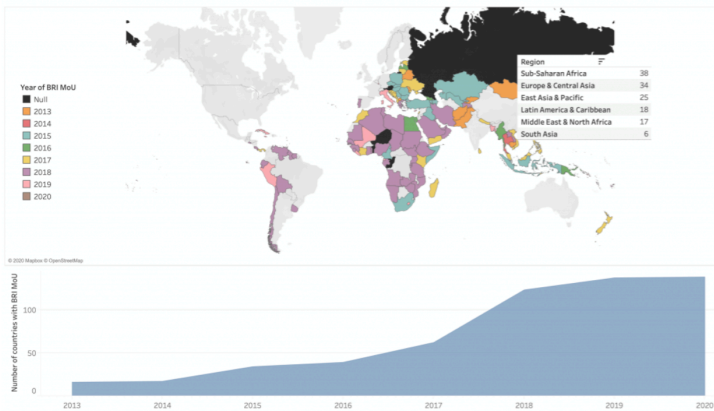 Region
Sub-Saharan Africa 38
Europe & Central Asia 34
East Asia & Pacific 25
Latin America & Caribbean 18
Middle East & North Africa 17
South Asia 6
Year of BRI MoU
Null
2013
2014
2015
2016
2017
2018
2019
2020
© 2020 Mapbox © OpenStreetMap
Number of countries with BRI MoU
100
50
0
2013 2014 2015 2016 2017 2018 2019 2020